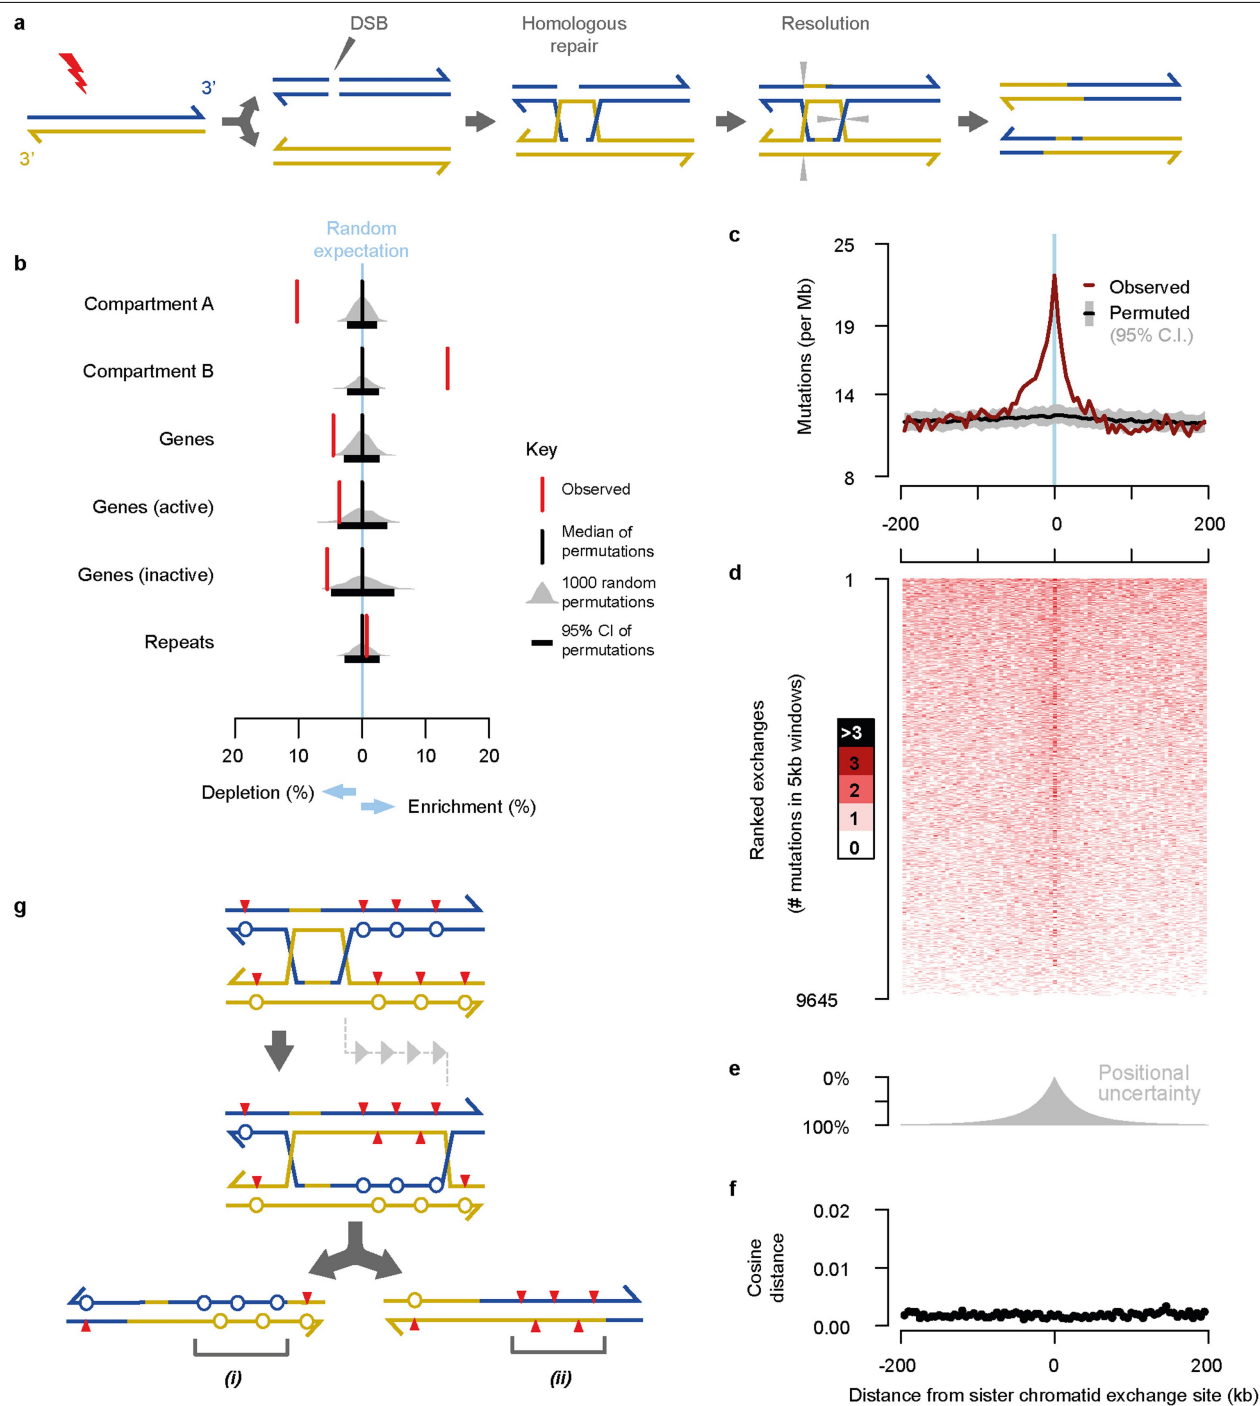 a
DSB
Homologous
repair
Resolution
3’
3’
b
Random
expectation
Compartment A
Compartment B
Genes
Genes (active)
Genes (inactive)
Repeats
Key
Observed
Median of
permutations
1000 random
permutations
95% CI of
permutations
20 10 0 10 20
Depletion (%)
Enrichment (%)
c
25
19
14
8
Mutations (per Mb)
Observed
Permuted
(95% C.I.)
-200 0 200
d
1
9645
Ranked exchanges
(# mutations in 5kb windows)
>3
3
2
1
0
e
0%
100%
Positional
uncertainty
f
0.02
0.01
0.00
Cosine
distance
-200 0 200
Distance from sister chromatid exchange site (kb)
g
(i)
(ii)